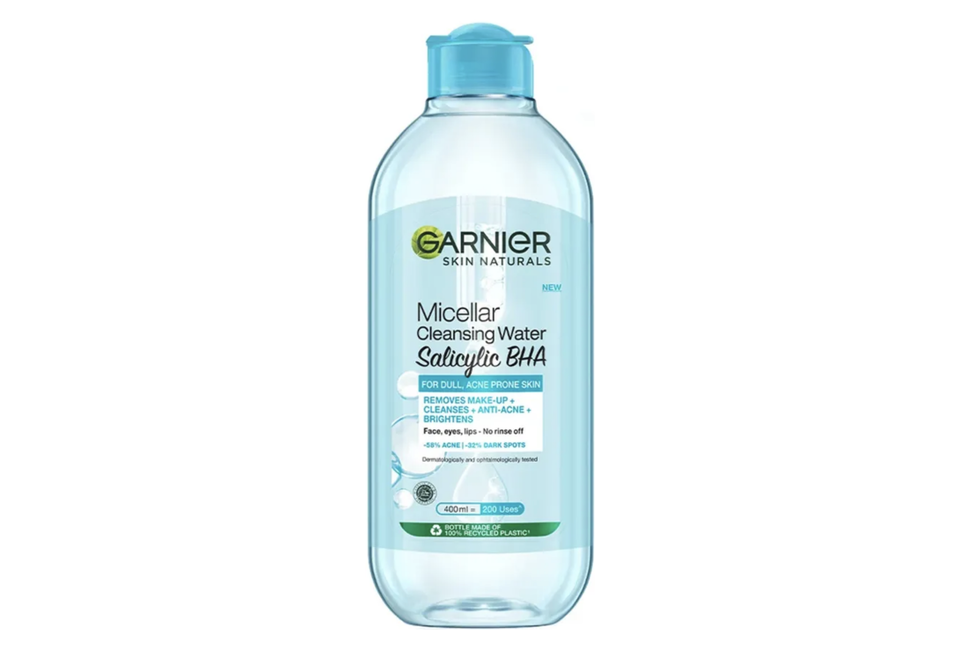 GARNIER
SKIN NATURALS
NEW
Micellar
Cleansing Water
Salicylic BHA
FOR DULL, ACNE PRONE SKIN
REMOVES MAKE-UP +
CLEANSES + ANTI-ACNE +
BRIGHTENS
Face, eyes, lips - No rinse off
-58% ACNE | -32% DARK SPOTS
Dermatologically and ophtalmologically tested
400ml = 200 Uses*
BOTTLE MADE OF
100% RECYCLED PLASTIC*